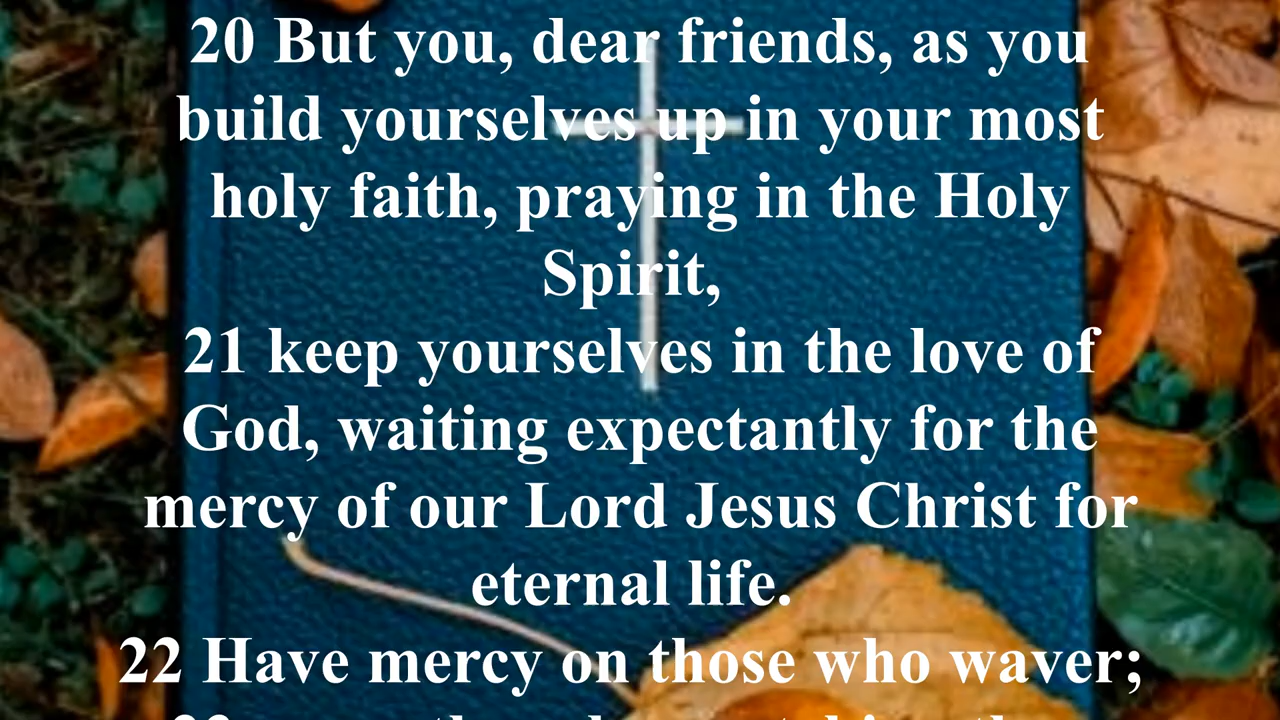 20 But you, dear friends, as you
build yourselves up in your most
holy faith, praying in the Holy
Spirit,
21 keep yourselves in the love of
God, waiting expectantly for the
mercy of our Lord Jesus Christ for
eternal life.
22 Have mercy on those who waver;